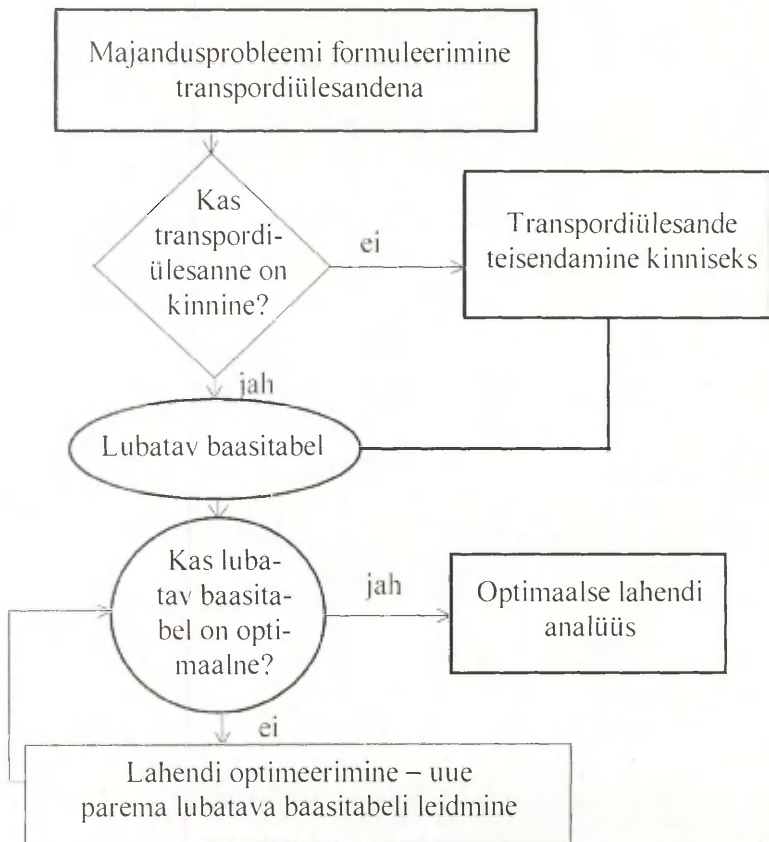 Majandusprobleemi formuleerimine
transpordiülesandena
Kas
transpordi-
ülesanne on
kinnine?
ei
Transpordiülesande
teisendamine kinniseks
jah
Lubatav baasitabel
Kas luba-
tav baasita-
bel on opti-
maalne?
jah
Optimaalse lahendi
analüüs
ei
Lahendi optimeerimine – uue
parema lubatava baasitabeli leidmine